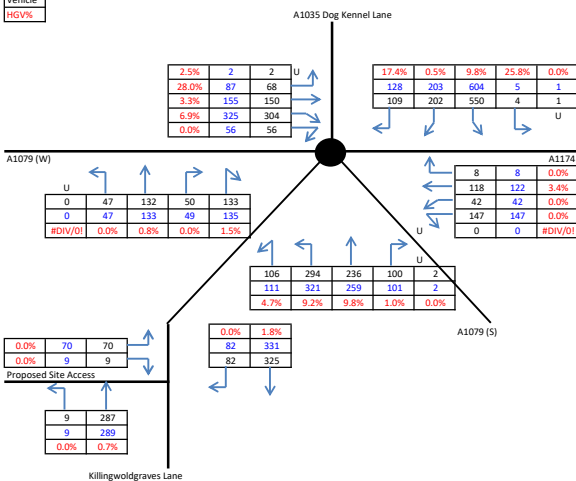 Vehicle
HGV%
A1035 Dog Kennel Lane
2.5% 2 2 U
28.0% 87 68
3.3% 155 150
6.9% 325 304
0.0% 56 56
17.4% 0.5% 9.8% 25.8% 0.0%
128 203 604 5 1
109 202 550 4 1
U
A1079 (W)
A1174
U
0 47 132 50 133
0 47 133 49 135
#DIV/0! 0.0% 0.8% 0.0% 1.5%
8 8 0.0%
118 122 3.4%
42 42 0.0%
147 147 0.0%
U 0 0 #DIV/0!
U
106 294 236 100 2
111 321 259 101 2
4.7% 9.2% 9.8% 1.0% 0.0%
A1079 (S)
0.0% 70 70
0.0% 9 9
0.0% 1.8%
82 331
82 325
Proposed Site Access
9 287
9 289
0.0% 0.7%
Killingwoldgraves Lane